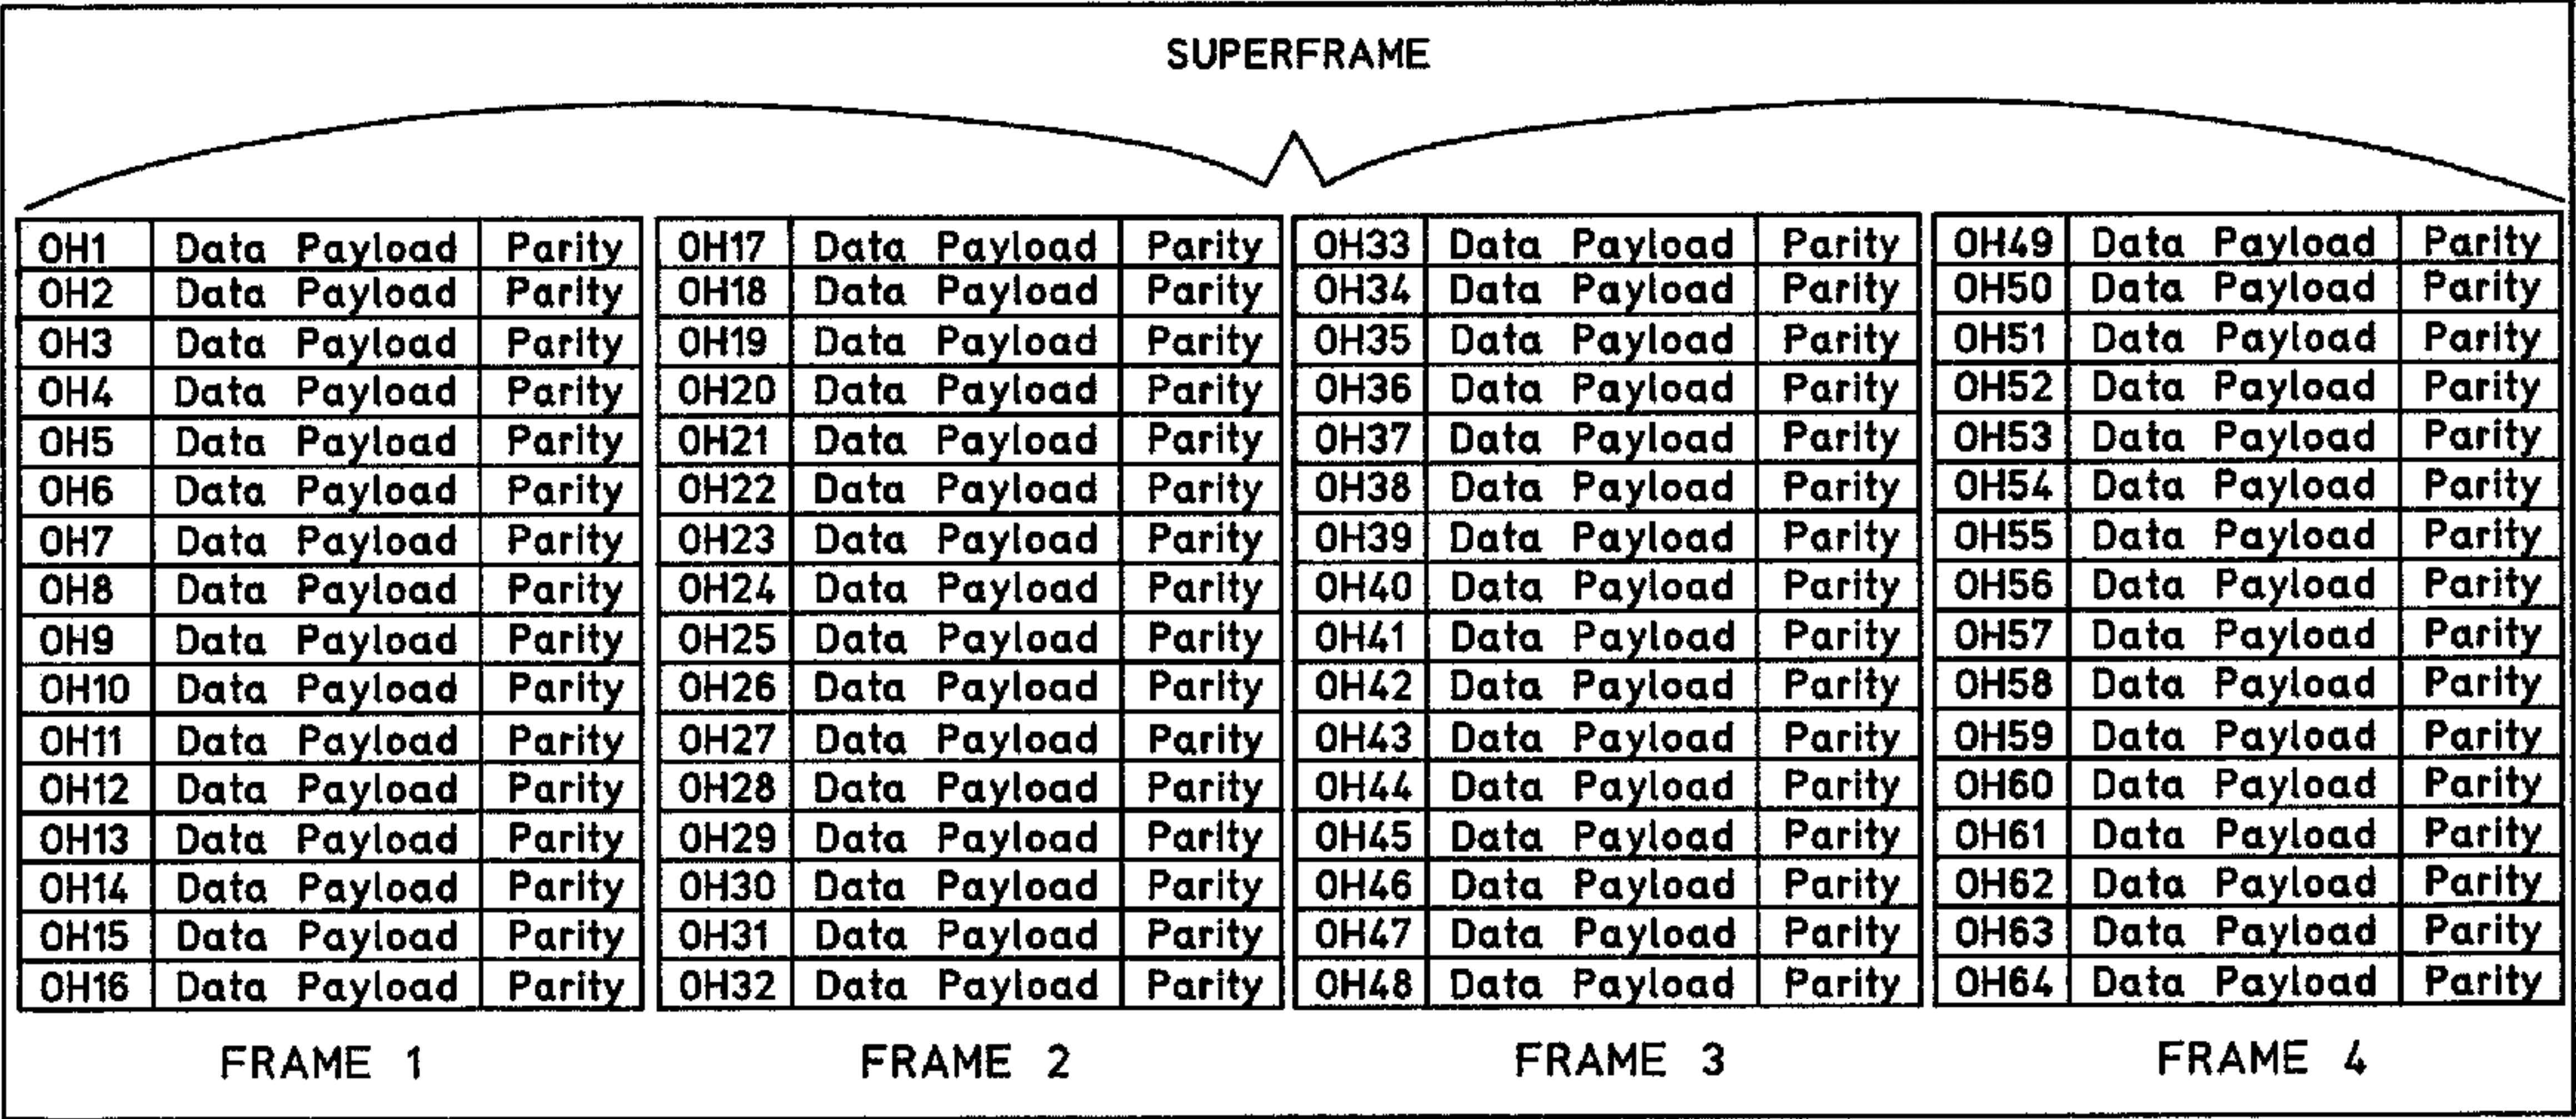 SUPERFRAME
OH1 Data Payload Parity OH17 Data Payload Parity OH33 Data Payload Parity OH49 Data Payload Parity
OH2 Data Payload Parity OH18 Data Payload Parity OH34 Data Payload Parity OH50 Data Payload Parity
OH3 Data Payload Parity OH19 Data Payload Parity OH35 Data Payload Parity OH51 Data Payload Parity
OH4 Data Payload Parity OH20 Data Payload Parity OH36 Data Payload Parity OH52 Data Payload Parity
OH5 Data Payload Parity OH21 Data Payload Parity OH37 Data Payload Parity OH53 Data Payload Parity
OH6 Data Payload Parity OH22 Data Payload Parity OH38 Data Payload Parity OH54 Data Payload Parity
OH7 Data Payload Parity OH23 Data Payload Parity OH39 Data Payload Parity OH55 Data Payload Parity
OH8 Data Payload Parity OH24 Data Payload Parity OH40 Data Payload Parity OH56 Data Payload Parity
OH9 Data Payload Parity OH25 Data Payload Parity OH41 Data Payload Parity OH57 Data Payload Parity
OH10 Data Payload Parity OH26 Data Payload Parity OH42 Data Payload Parity OH58 Data Payload Parity
OH11 Data Payload Parity OH27 Data Payload Parity OH43 Data Payload Parity OH59 Data Payload Parity
OH12 Data Payload Parity OH28 Data Payload Parity OH44 Data Payload Parity OH60 Data Payload Parity
OH13 Data Payload Parity OH29 Data Payload Parity OH45 Data Payload Parity OH61 Data Payload Parity
OH14 Data Payload Parity OH30 Data Payload Parity OH46 Data Payload Parity OH62 Data Payload Parity
OH15 Data Payload Parity OH31 Data Payload Parity OH47 Data Payload Parity OH63 Data Payload Parity
OH16 Data Payload Parity OH32 Data Payload Parity OH48 Data Payload Parity OH64 Data Payload Parity
FRAME 1 FRAME 2 FRAME 3 FRAME 4